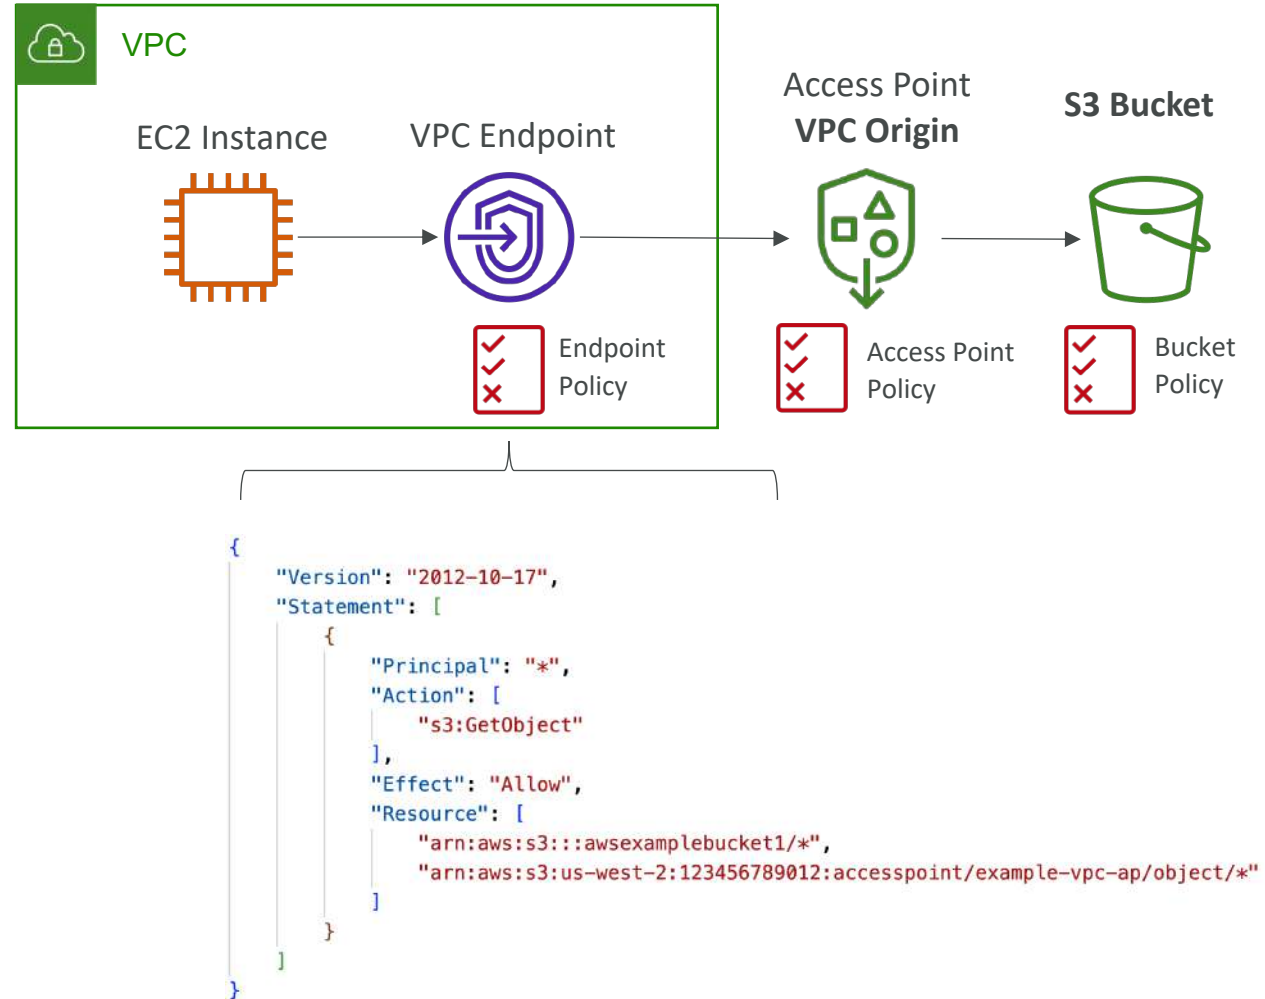 VPC
EC2 Instance
VPC Endpoint
Access Point
VPC Origin
S3 Bucket
Endpoint
Policy
Access Point
Policy
Bucket
Policy
{
"Version": "2012-10-17",
"Statement": [
{
"Principal": "*",
"Action": [
"s3:GetObject"
],
"Effect": "Allow",
"Resource": [
"arn:aws:s3:::awsexamplebucket1/*",
"arn:aws:s3:us-west-2:123456789012:accesspoint/example-vpc-ap/object/*"
]
}
]
}